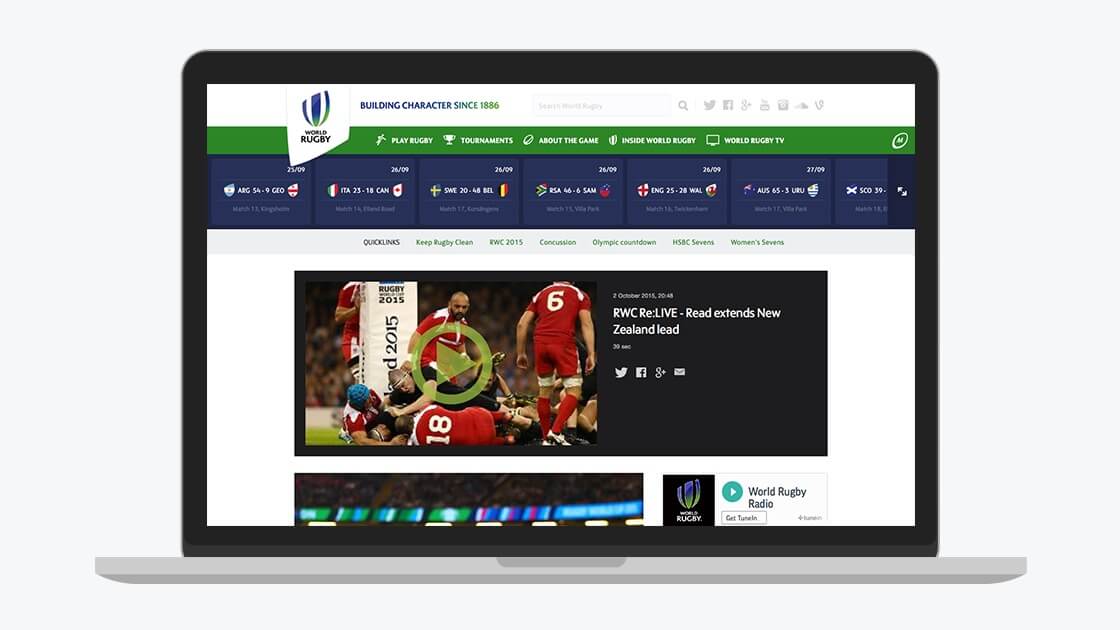 WORLD
RUGBY
BUILDING CHARACTER SINCE 1886
Search World Rugby
PLAY RUGBY
TOURNAMENTS
ABOUT THE GAME
INSIDE WORLD RUGBY
WORLD RUGBY TV
25/09
ARG 54 - 9 GEO
Match 13, Kingsholm
26/09
ITA 23 - 18 CAN
Match 14, Elland Road
26/09
SWE 20 - 48 BEL
26/09
RSA 46 - 6 SAM
Match 15, Villa Park
26/09
ENG 25 - 28 WAL
Match 16, Twickenham
27/09
AUS 65 - 3 URU
Match 17, Villa Park
SCO 39 -
QUICKLINKS
Keep Rugby Clean
RWC 2015
Concussion
Olympic countdown
HSBC Sevens
Women's Sevens
RUGBY
WORLD CUP
2015
2015
6
18
2 October 2015, 20:48
RWC Re:LIVE - Read extends New
Zealand lead
39 sec
WORLD
RUGBY.
World Rugby
Radio
Get TuneIn
tunein